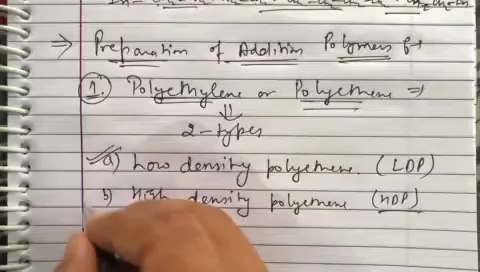 ⇒ Preparation of Addition Polymers :→
1. Polyethylene or Polyethene ⇒
⇓
2-types
a) Low density polyethene. (LDP)
b) High density polyethene (HDP)